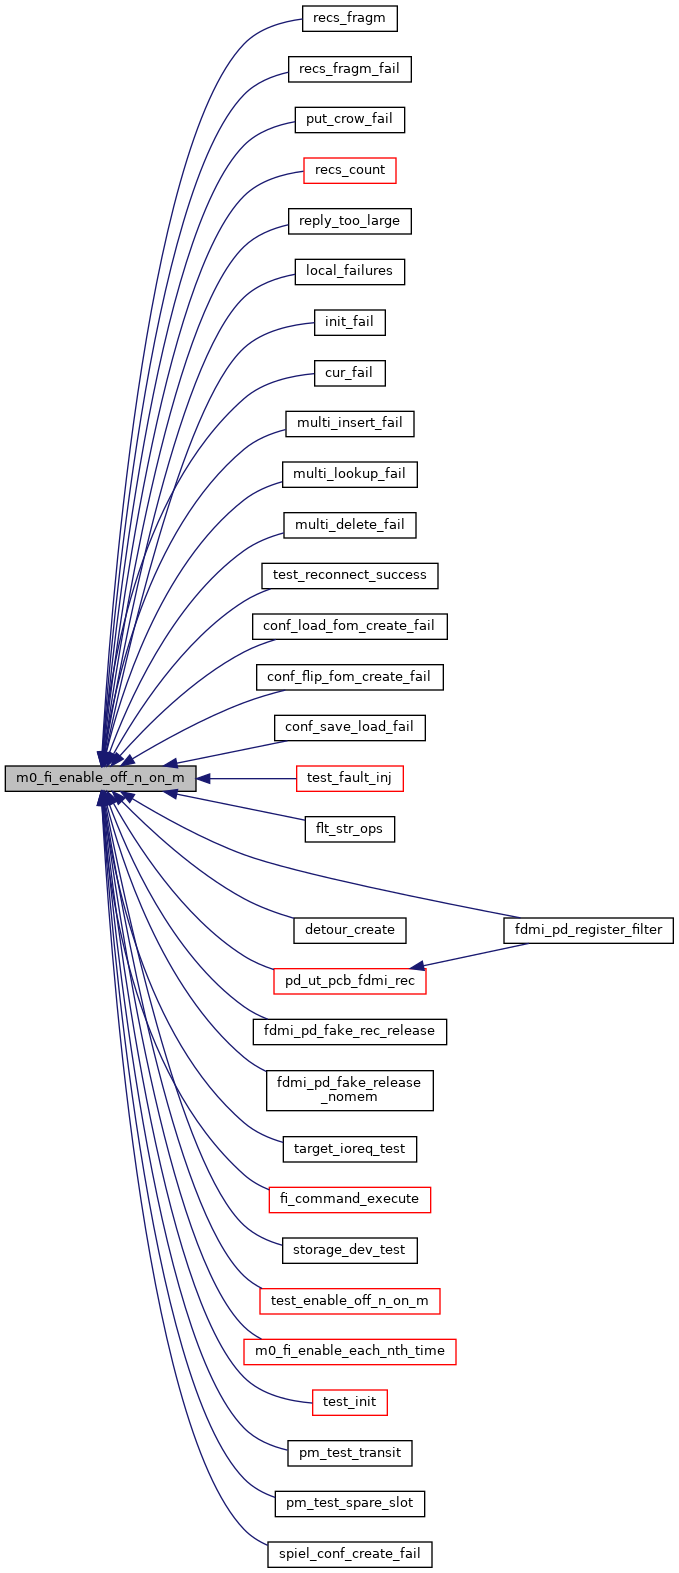 recs_fragm
recs_fragm_fail
put_crow_fail
recs_count
reply_too_large
local_failures
init_fail
cur_fail
multi_insert_fail
multi_lookup_fail
multi_delete_fail
test_reconnect_success
conf_load_fom_create_fail
conf_flip_fom_create_fail
conf_save_load_fail
m0_fi_enable_off_n_on_m
test_fault_inj
flt_str_ops
detour_create
fdmi_pd_register_filter
pd_ut_pcb_fdmi_rec
fdmi_pd_fake_rec_release
fdmi_pd_fake_release
_nomem
target_ioreq_test
fi_command_execute
storage_dev_test
test_enable_off_n_on_m
m0_fi_enable_each_nth_time
test_init
pm_test_transit
pm_test_spare_slot
spiel_conf_create_fail